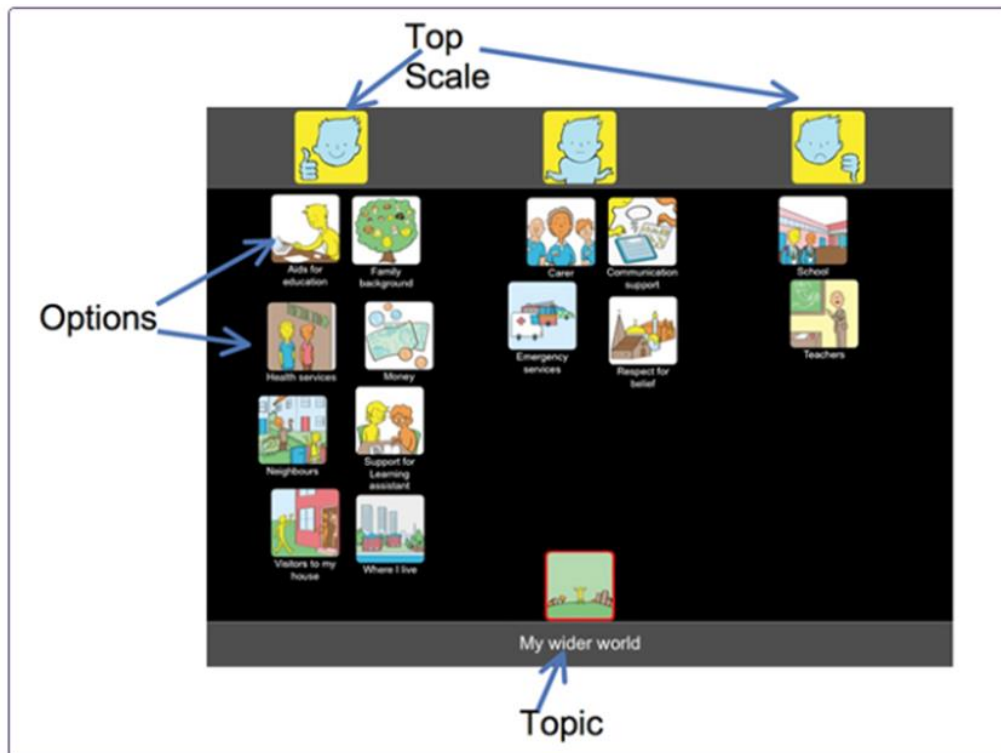 Top
Scale
Aids for
education
Family
background
Carer
Communication
support
School
Options
Health services
Money
Emergency
services
Respect for
belief
Teachers
Neighbours
Support for
Learning
assistant
Visitors to my
house
Where I live
My wider world
Topic